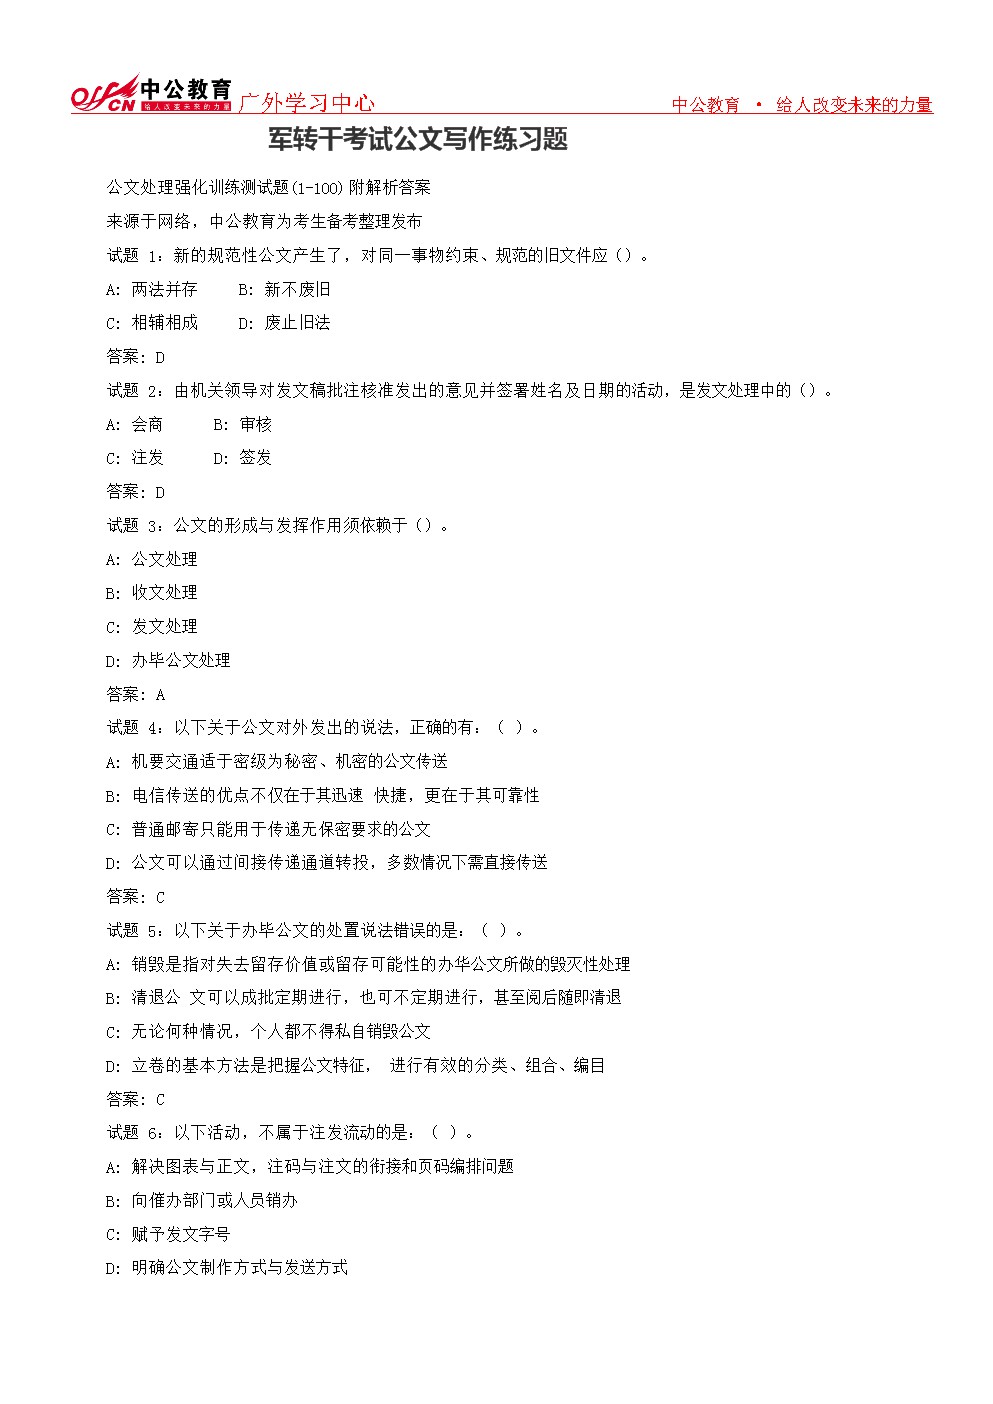 OFFCN 中公教育 广外学习中心 中公教育 · 给人改变未来的力量
给人改变未来的力量
军转干考试公文写作练习题
公文处理强化训练测试题(1-100)附解析答案
来源于网络，中公教育为考生备考整理发布
试题 1：新的规范性公文产生了，对同一事物约束、规范的旧文件应()。
A: 两法并存 B: 新不废旧
C: 相辅相成 D: 废止旧法
答案: D
试题 2：由机关领导对发文稿批注核准发出的意见并签署姓名及日期的活动，是发文处理中的()。
A: 会商 B: 审核
C: 注发 D: 签发
答案: D
试题 3：公文的形成与发挥作用须依赖于()。
A: 公文处理
B: 收文处理
C: 发文处理
D: 办毕公文处理
答案: A
试题 4：以下关于公文对外发出的说法，正确的有：( )。
A: 机要交通适于密级为秘密、机密的公文传送
B: 电信传送的优点不仅在于其迅速 快捷，更在于其可靠性
C: 普通邮寄只能用于传递无保密要求的公文
D: 公文可以通过间接传递通道转投，多数情况下需直接传送
答案: C
试题 5：以下关于办毕公文的处置说法错误的是：( )。
A: 销毁是指对失去留存价值或留存可能性的办华公文所做的毁灭性处理
B: 清退公 文可以成批定期进行，也可不定期进行，甚至阅后随即清退
C: 无论何种情况，个人都不得私自销毁公文
D: 立卷的基本方法是把握公文特征， 进行有效的分类、组合、编目
答案: C
试题 6：以下活动，不属于注发流动的是：( )。
A: 解决图表与正文，注码与注文的衔接和页码编排问题
B: 向催办部门或人员销办
C: 赋予发文字号
D: 明确公文制作方式与发送方式